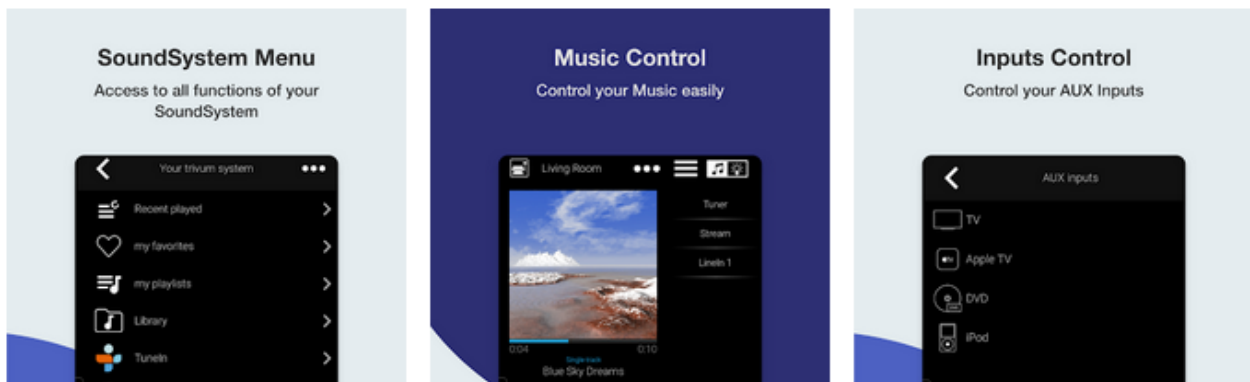 SoundSystem Menu
Access to all functions of your
SoundSystem
Your trivum system
Recent played
my favorites
my playlists
Library
TuneIn
Music Control
Control your Music easily
Living Room
Tuner
Stream
LineIn 1
0:04
0:10
Single track
Blue Sky Dreams
Inputs Control
Control your AUX Inputs
AUX inputs
TV
Apple TV
DVD
iPod